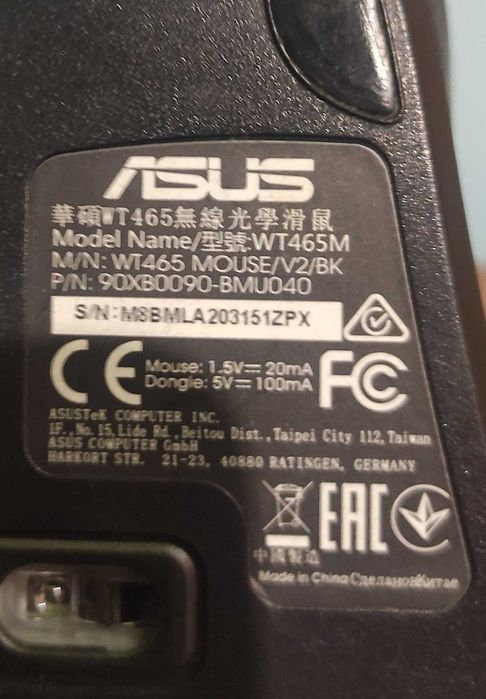 ASUS
華碩WT465無線光學滑鼠
Model Name/型號:WT465M
M/N: WT465 MOUSE/V2/BK
P/N: 90XB0090-BMU040
S/N:M8BMLA203151ZPX
CE Mouse: 1.5V⎓20mA FC
Dongle: 5V⎓100mA
ASUSTeK COMPUTER INC.
1F.,No.15,Lide Rd.,Beitou Dist.,Taipei City 112,Taiwan
ASUS COMPUTER GmbH
HARKORT STR. 21-23, 40880 RATINGEN, GERMANY
EAC
中國製造
Made in China СделановКитае